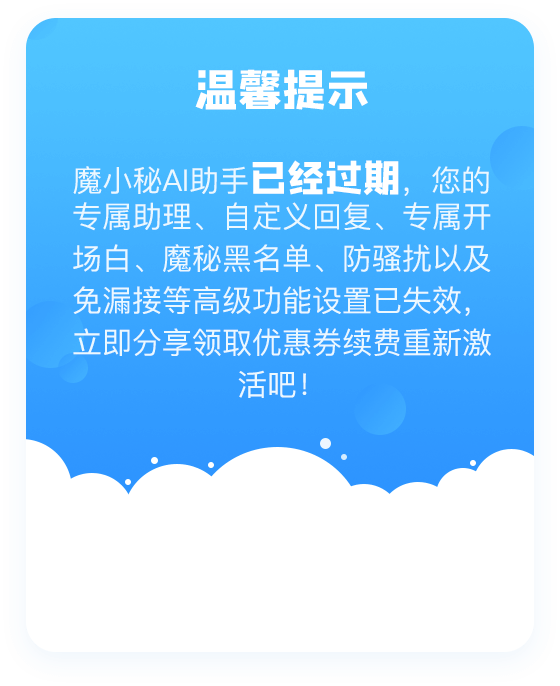 温馨提示
魔小秘AI助手已经过期，您的
专属助理、自定义回复、专属开
场白、魔秘黑名单、防骚扰以及
免漏接等高级功能设置已失效，
立即分享领取优惠券续费重新激
活吧！